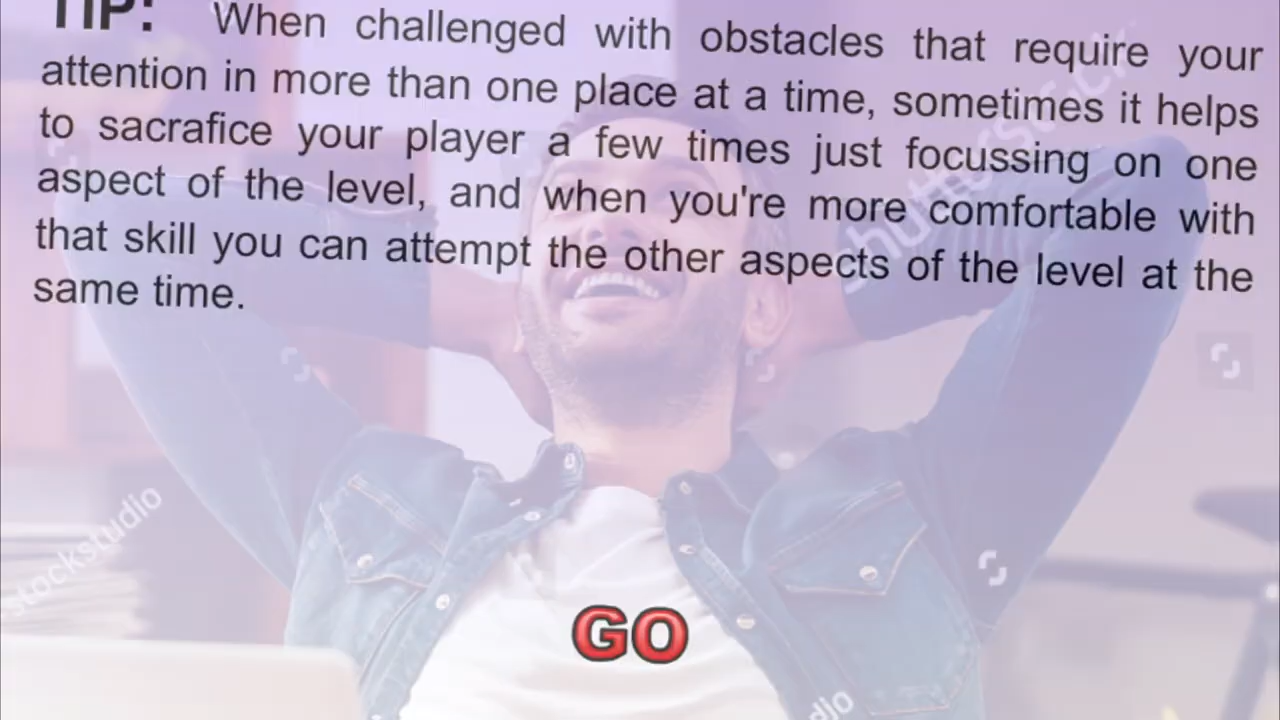 TIP: When challenged with obstacles that require your
attention in more than one place at a time, sometimes it helps
to sacrafice your player a few times just focussing on one
aspect of the level, and when you're more comfortable with
that skill you can attempt the other aspects of the level at the
same time.
shutterstock
stockstudio
GO